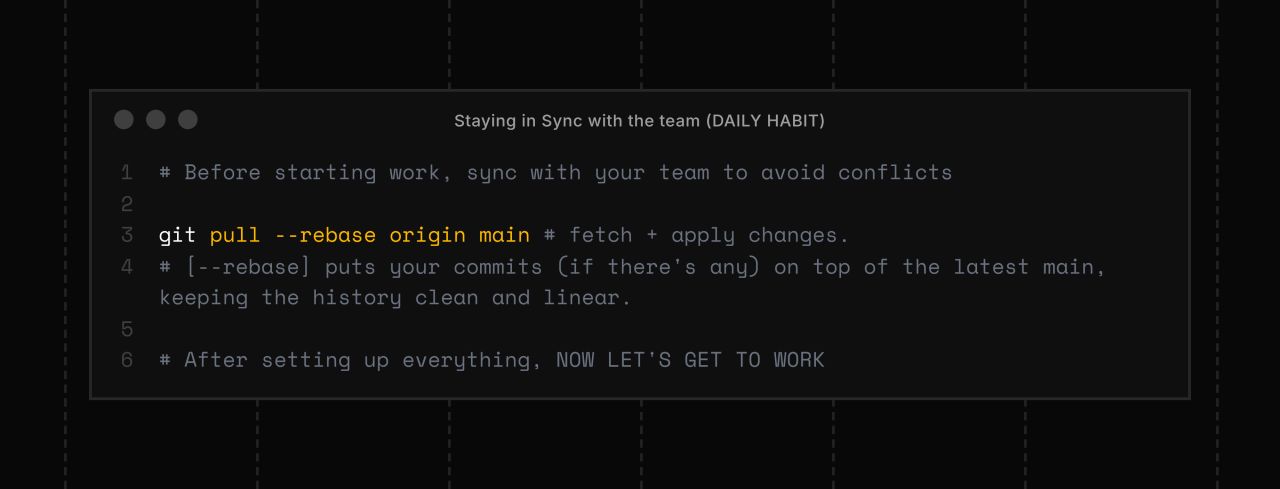 Staying in Sync with the team (DAILY HABIT)
1 # Before starting work, sync with your team to avoid conflicts
2
3 git pull --rebase origin main # fetch + apply changes.
4 # [--rebase] puts your commits (if there's any) on top of the latest main,
keeping the history clean and linear.
5
6 # After setting up everything, NOW LET'S GET TO WORK